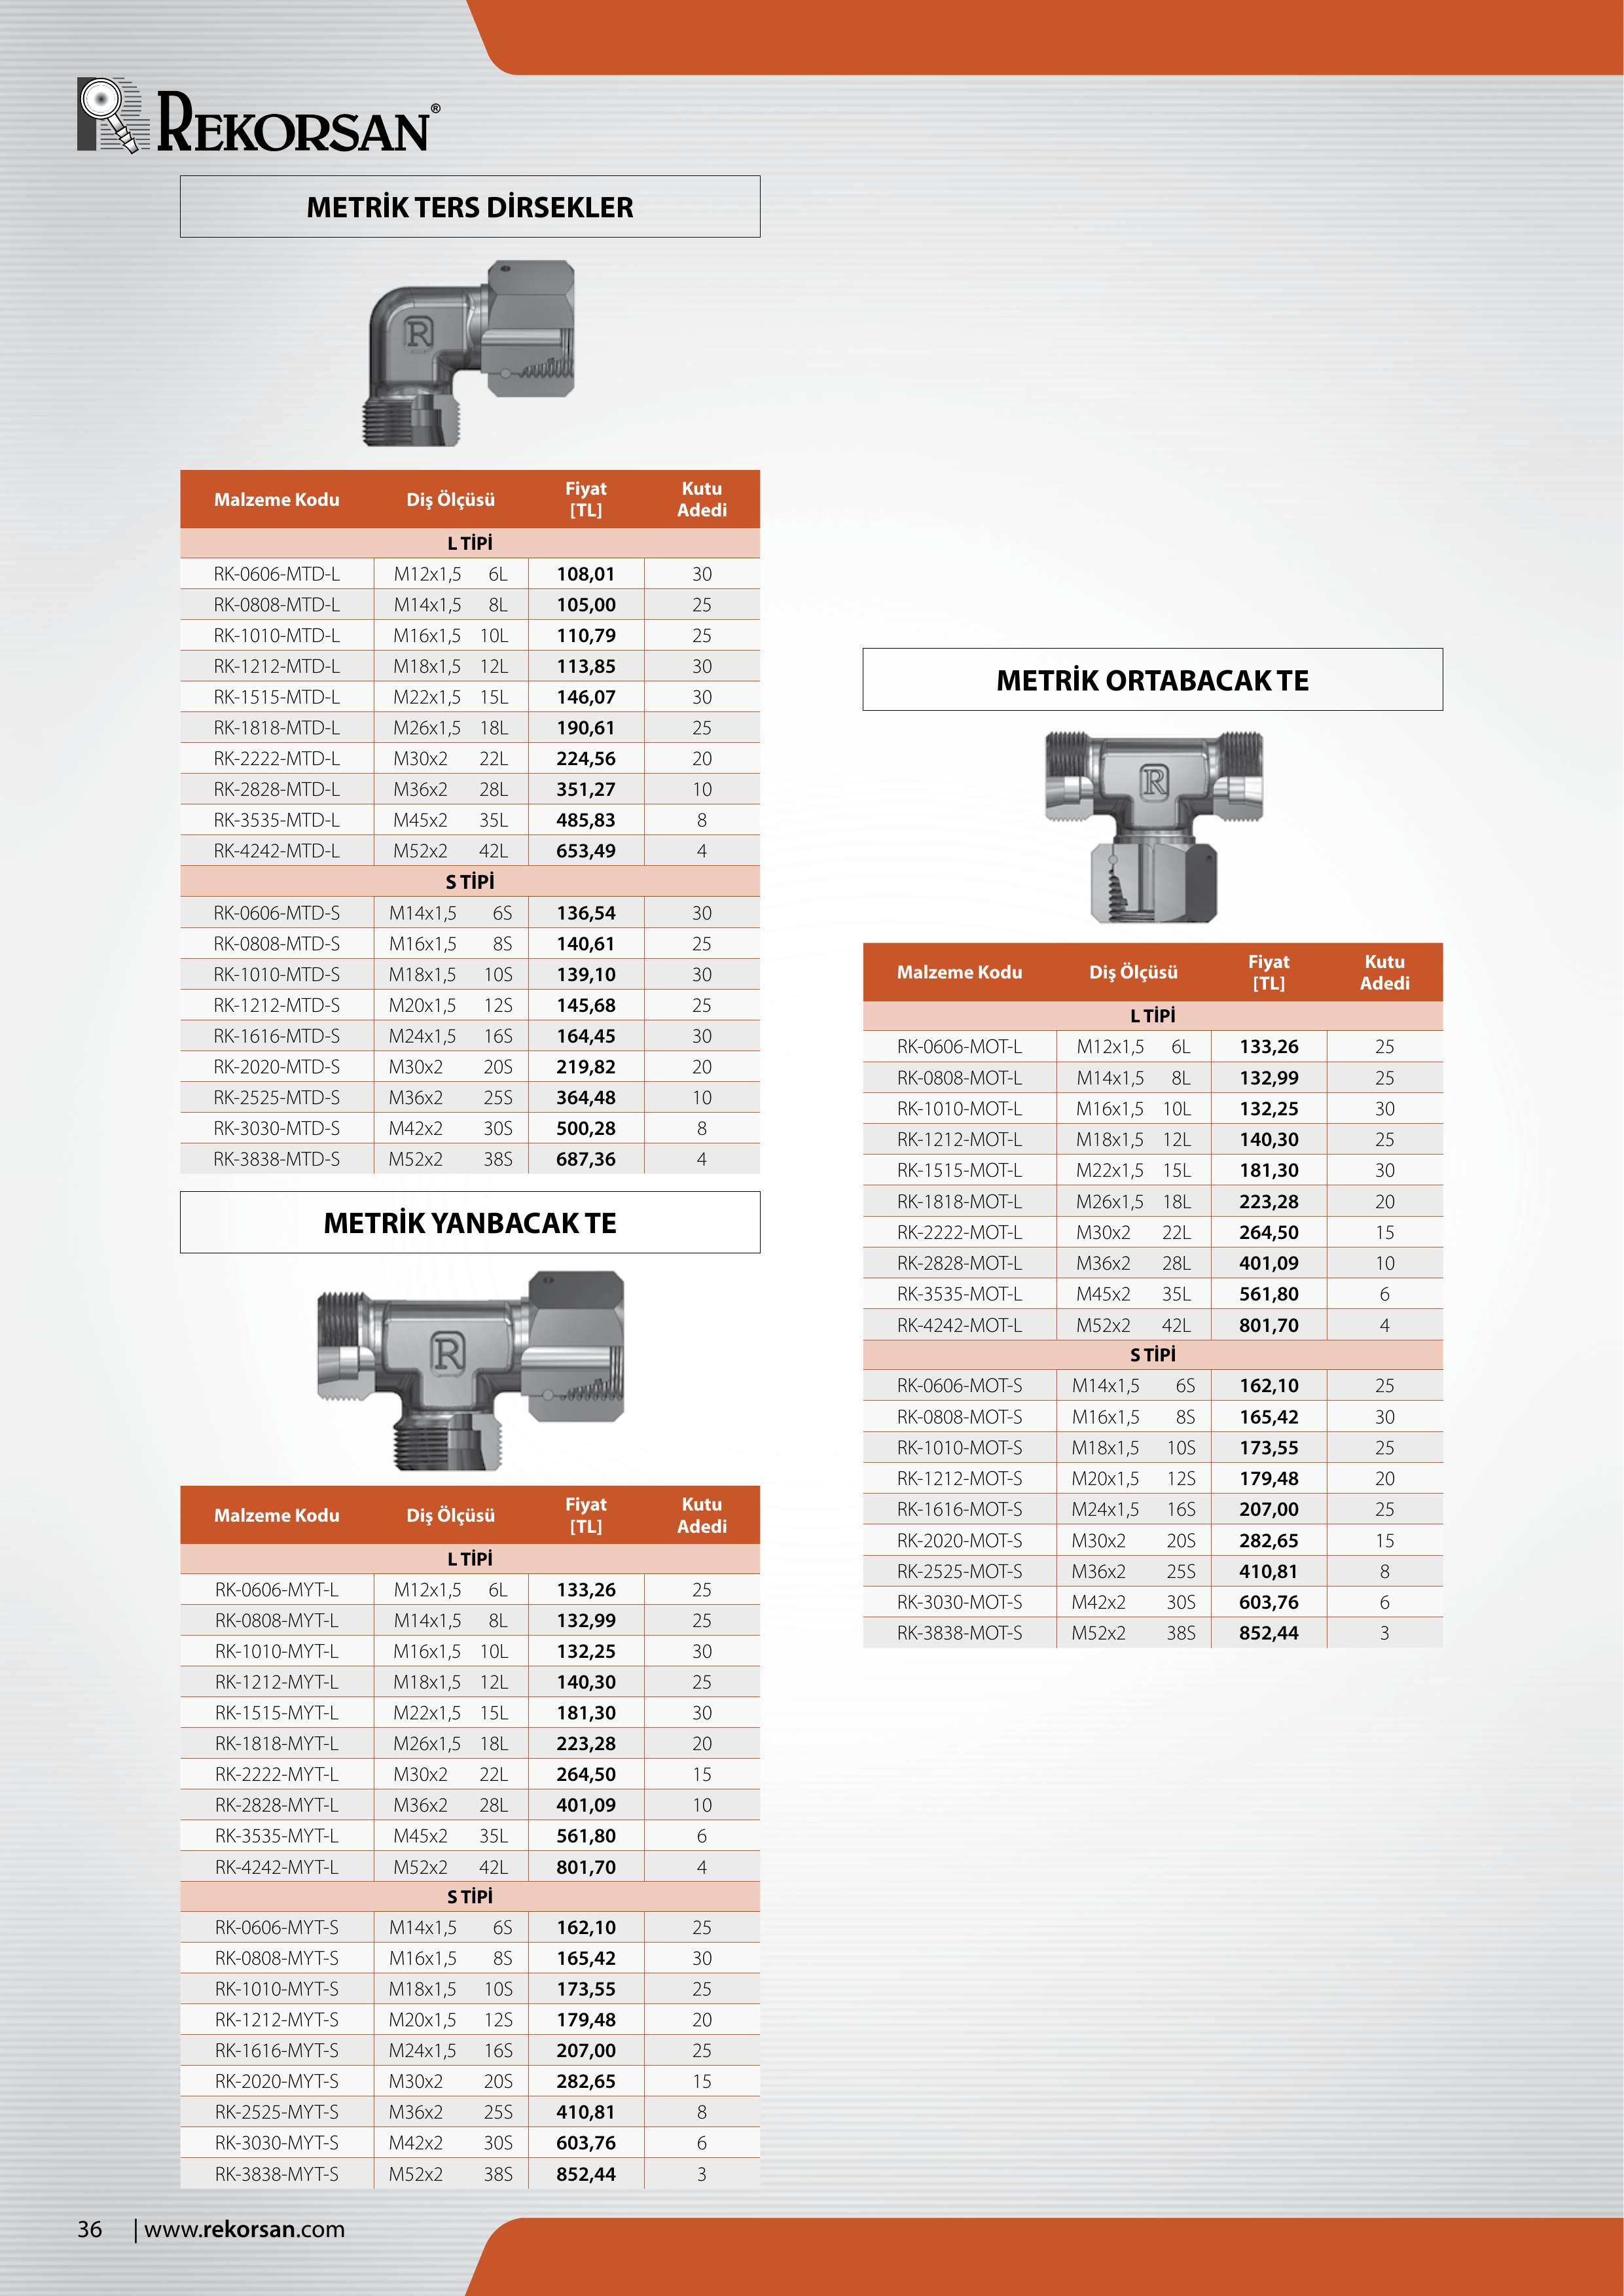 REKORSAN®
METRİK TERS DİRSEKLER
R
Malzeme Kodu Diş Ölçüsü Fiyat [TL] Kutu Adedi
L TİPİ
RK-0606-MTD-L M12x1,5 6L 108,01 30
RK-0808-MTD-L M14x1,5 8L 105,00 25
RK-1010-MTD-L M16x1,5 10L 110,79 25
RK-1212-MTD-L M18x1,5 12L 113,85 30
RK-1515-MTD-L M22x1,5 15L 146,07 30
RK-1818-MTD-L M26x1,5 18L 190,61 25
RK-2222-MTD-L M30x2 22L 224,56 20
RK-2828-MTD-L M36x2 28L 351,27 10
RK-3535-MTD-L M45x2 35L 485,83 8
RK-4242-MTD-L M52x2 42L 653,49 4
S TİPİ
RK-0606-MTD-S M14x1,5 6S 136,54 30
RK-0808-MTD-S M16x1,5 8S 140,61 25
RK-1010-MTD-S M18x1,5 10S 139,10 30
RK-1212-MTD-S M20x1,5 12S 145,68 25
RK-1616-MTD-S M24x1,5 16S 164,45 30
RK-2020-MTD-S M30x2 20S 219,82 20
RK-2525-MTD-S M36x2 25S 364,48 10
RK-3030-MTD-S M42x2 30S 500,28 8
RK-3838-MTD-S M52x2 38S 687,36 4
METRİK YANBACAK TE
R
Malzeme Kodu Diş Ölçüsü Fiyat [TL] Kutu Adedi
L TİPİ
RK-0606-MYT-L M12x1,5 6L 133,26 25
RK-0808-MYT-L M14x1,5 8L 132,99 25
RK-1010-MYT-L M16x1,5 10L 132,25 30
RK-1212-MYT-L M18x1,5 12L 140,30 25
RK-1515-MYT-L M22x1,5 15L 181,30 30
RK-1818-MYT-L M26x1,5 18L 223,28 20
RK-2222-MYT-L M30x2 22L 264,50 15
RK-2828-MYT-L M36x2 28L 401,09 10
RK-3535-MYT-L M45x2 35L 561,80 6
RK-4242-MYT-L M52x2 42L 801,70 4
S TİPİ
RK-0606-MYT-S M14x1,5 6S 162,10 25
RK-0808-MYT-S M16x1,5 8S 165,42 30
RK-1010-MYT-S M18x1,5 10S 173,55 25
RK-1212-MYT-S M20x1,5 12S 179,48 20
RK-1616-MYT-S M24x1,5 16S 207,00 25
RK-2020-MYT-S M30x2 20S 282,65 15
RK-2525-MYT-S M36x2 25S 410,81 8
RK-3030-MYT-S M42x2 30S 603,76 6
RK-3838-MYT-S M52x2 38S 852,44 3
METRİK ORTABACAK TE
R
Malzeme Kodu Diş Ölçüsü Fiyat [TL] Kutu Adedi
L TİPİ
RK-0606-MOT-L M12x1,5 6L 133,26 25
RK-0808-MOT-L M14x1,5 8L 132,99 25
RK-1010-MOT-L M16x1,5 10L 132,25 30
RK-1212-MOT-L M18x1,5 12L 140,30 25
RK-1515-MOT-L M22x1,5 15L 181,30 30
RK-1818-MOT-L M26x1,5 18L 223,28 20
RK-2222-MOT-L M30x2 22L 264,50 15
RK-2828-MOT-L M36x2 28L 401,09 10
RK-3535-MOT-L M45x2 35L 561,80 6
RK-4242-MOT-L M52x2 42L 801,70 4
S TİPİ
RK-0606-MOT-S M14x1,5 6S 162,10 25
RK-0808-MOT-S M16x1,5 8S 165,42 30
RK-1010-MOT-S M18x1,5 10S 173,55 25
RK-1212-MOT-S M20x1,5 12S 179,48 20
RK-1616-MOT-S M24x1,5 16S 207,00 25
RK-2020-MOT-S M30x2 20S 282,65 15
RK-2525-MOT-S M36x2 25S 410,81 8
RK-3030-MOT-S M42x2 30S 603,76 6
RK-3838-MOT-S M52x2 38S 852,44 3
36 | www.rekorsan.com